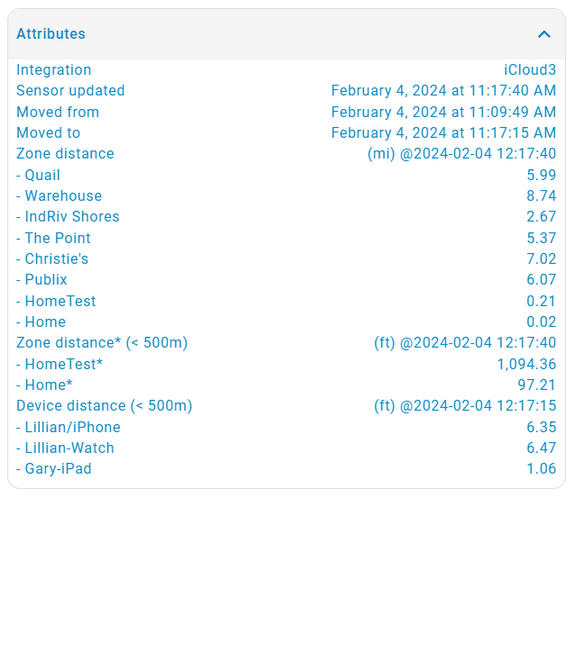 Attributes
Integration iCloud3
Sensor updated February 4, 2024 at 11:17:40 AM
Moved from February 4, 2024 at 11:09:49 AM
Moved to February 4, 2024 at 11:17:15 AM
Zone distance (mi) @2024-02-04 12:17:40
- Quail 5.99
- Warehouse 8.74
- IndRiv Shores 2.67
- The Point 5.37
- Christie's 7.02
- Publix 6.07
- HomeTest 0.21
- Home 0.02
Zone distance* (< 500m) (ft) @2024-02-04 12:17:40
- HomeTest* 1,094.36
- Home* 97.21
Device distance (< 500m) (ft) @2024-02-04 12:17:15
- Lillian/iPhone 6.35
- Lillian-Watch 6.47
- Gary-iPad 1.06